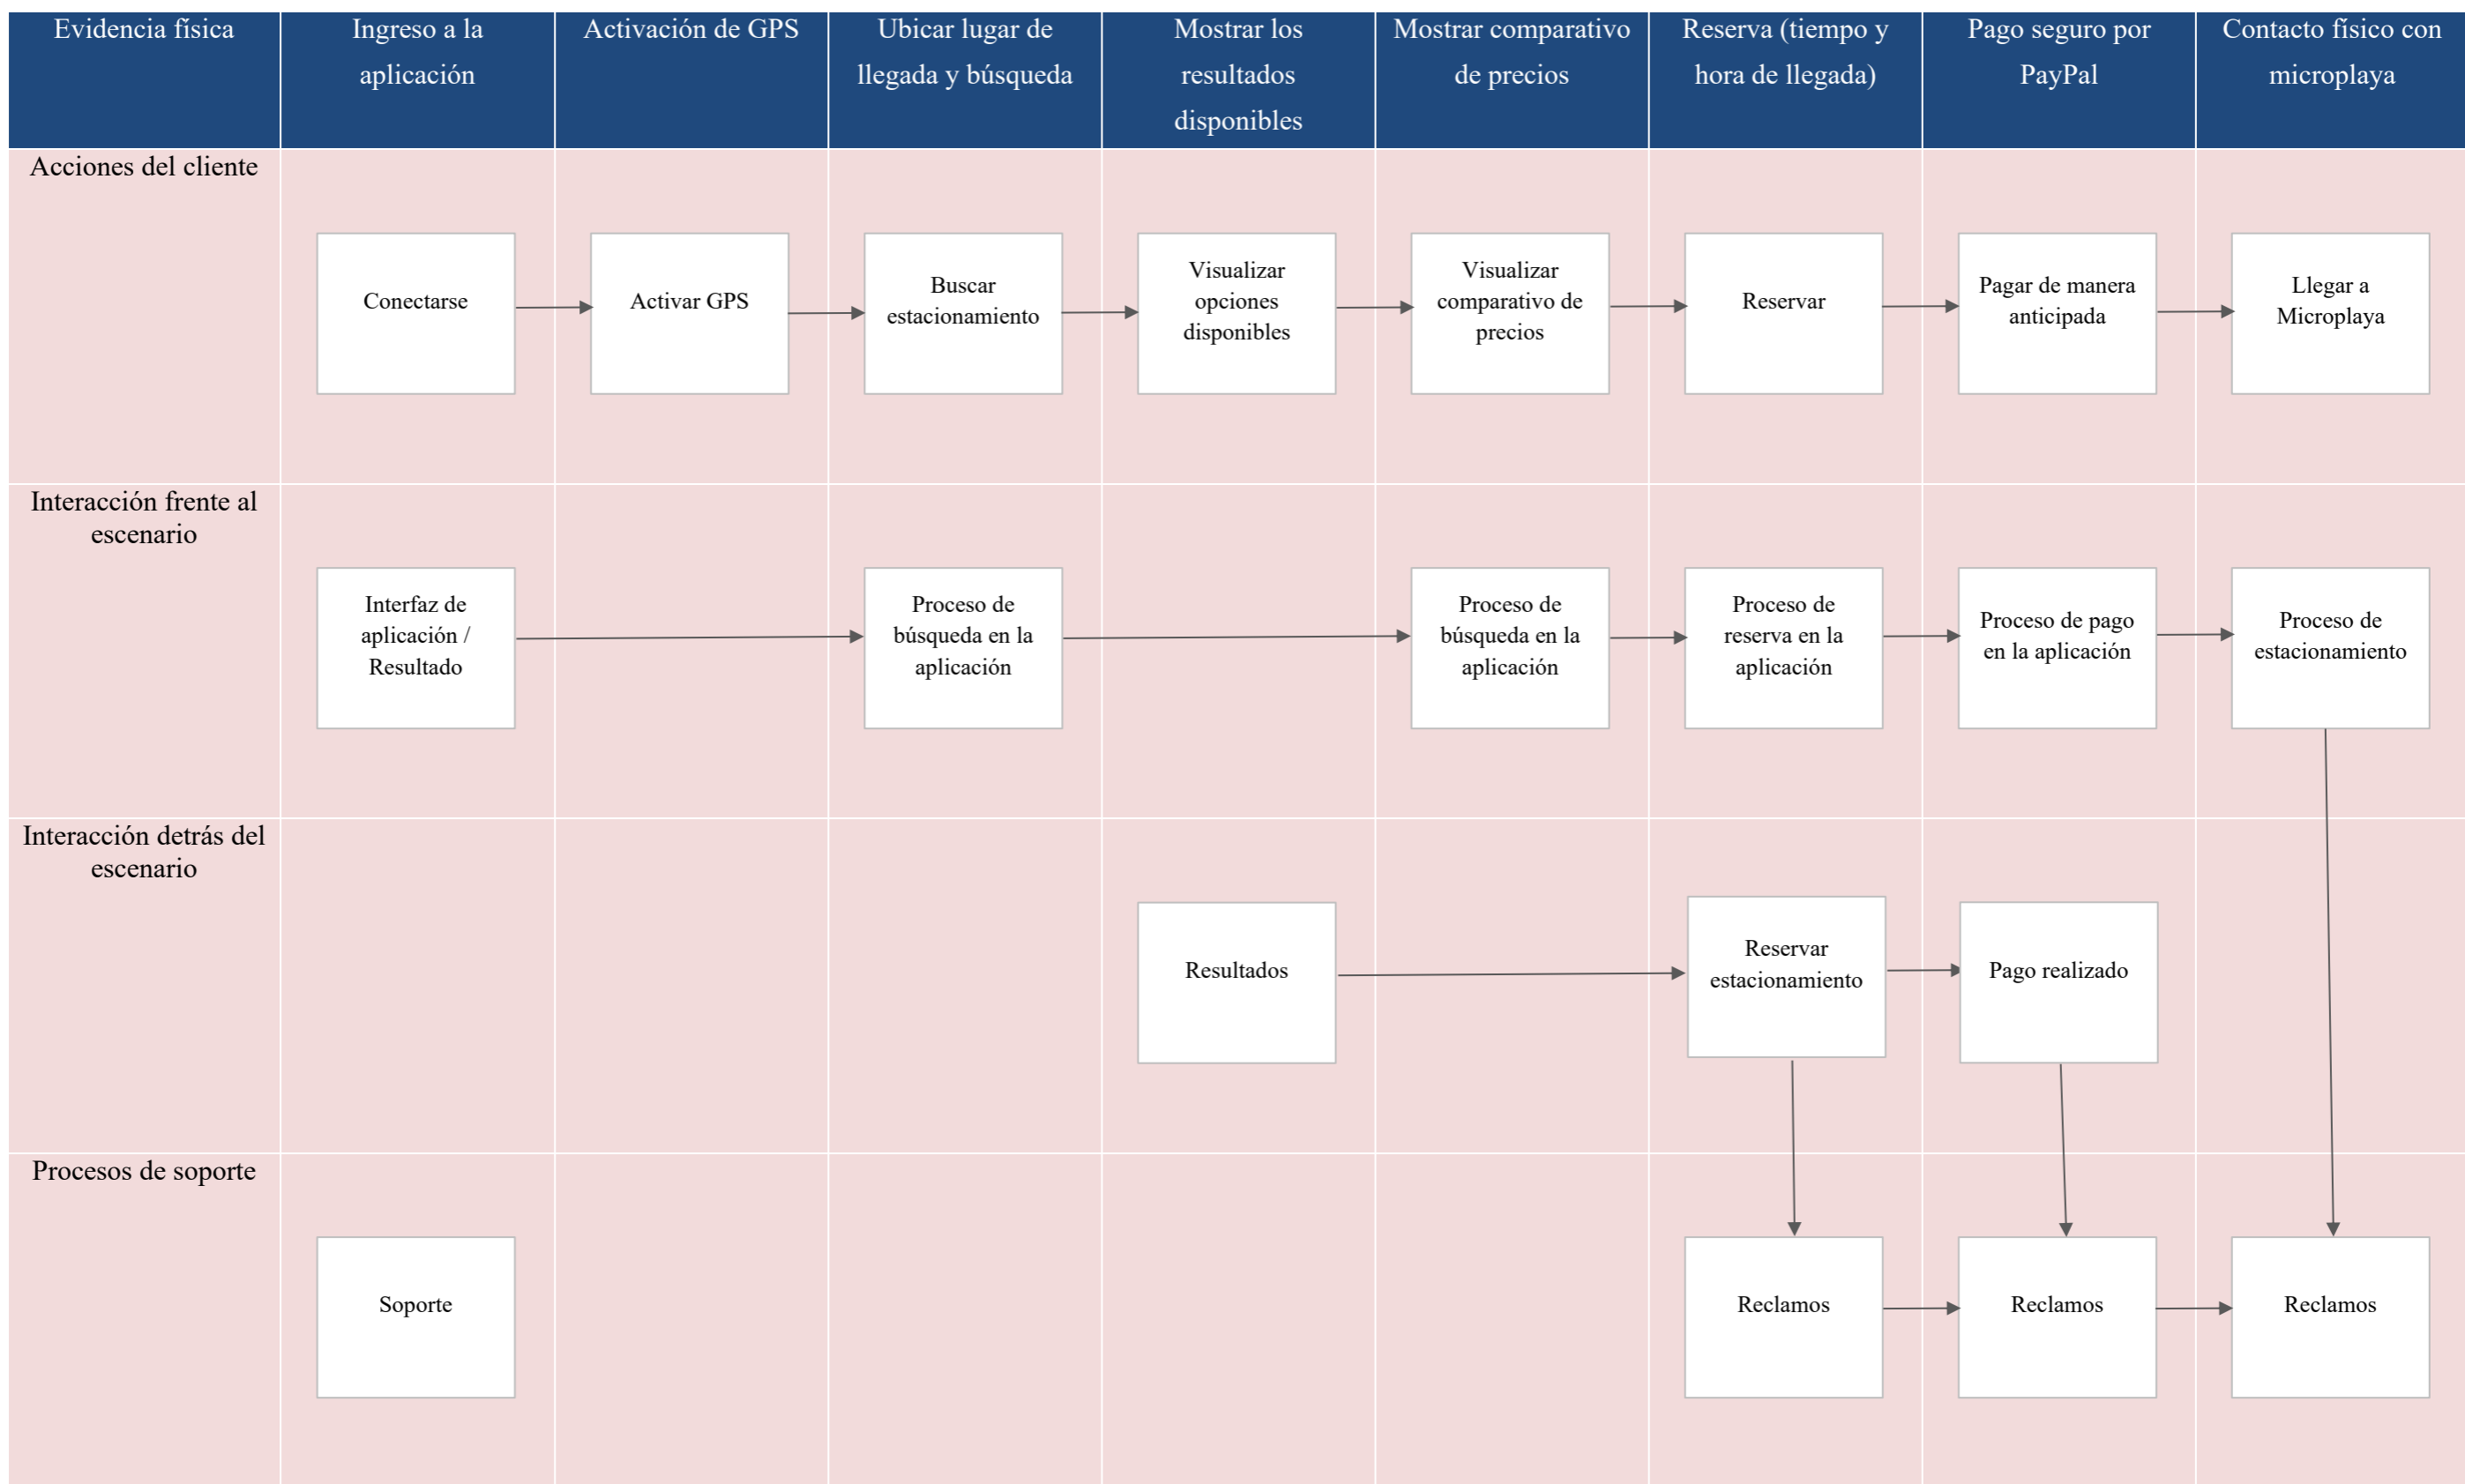 Evidencia física
Ingreso a la
aplicación
Activación de GPS
Ubicar lugar de
llegada y búsqueda
Mostrar los
resultados
disponibles
Mostrar comparativo
de precios
Reserva (tiempo y
hora de llegada)
Pago seguro por
PayPal
Contacto físico con
microplaya
Acciones del cliente
Conectarse
Activar GPS
Buscar
estacionamiento
Visualizar
opciones
disponibles
Visualizar
comparativo de
precios
Reservar
Pagar de manera
anticipada
Llegar a
Microplaya
Interacción frente al
escenario
Interfaz de
aplicación /
Resultado
Proceso de
búsqueda en la
aplicación
Proceso de
búsqueda en la
aplicación
Proceso de
reserva en la
aplicación
Proceso de pago
en la aplicación
Proceso de
estacionamiento
Interacción detrás del
escenario
Resultados
Reservar
estacionamiento
Pago realizado
Procesos de soporte
Soporte
Reclamos
Reclamos
Reclamos